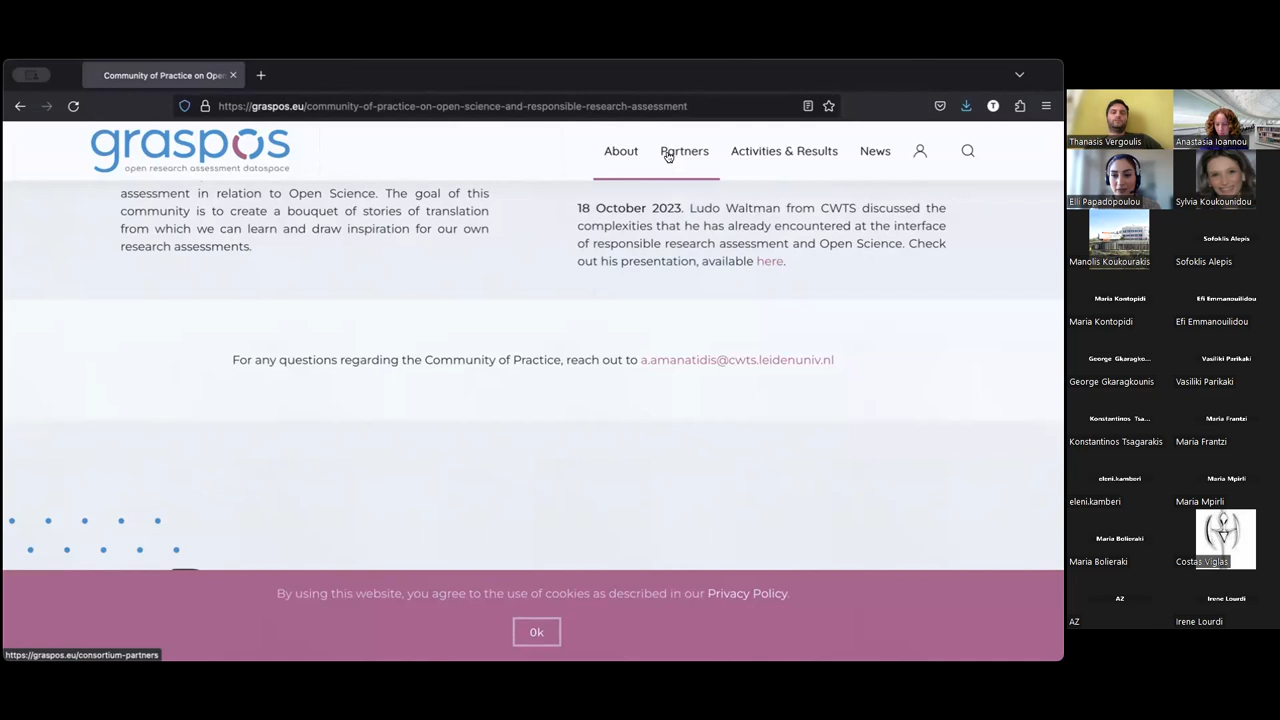 Community of Practice on Open
https://graspos.eu/community-of-practice-on-open-science-and-responsible-research-assessment
graspos
open research assessment dataspace
About
Partners
Activities & Results
News
assessment in relation to Open Science. The goal of this
community is to create a bouquet of stories of translation
from which we can learn and draw inspiration for our own
research assessments.
18 October 2023. Ludo Waltman from CWTS discussed the
complexities that he has already encountered at the interface
of responsible research assessment and Open Science. Check
out his presentation, available here.
For any questions regarding the Community of Practice, reach out to a.amanatidis@cwts.leidenuniv.nl
By using this website, you agree to the use of cookies as described in our Privacy Policy.
Ok
https://graspos.eu/consortium-partners
Thanasis Vergoulis
Anastasia Ioannou
Elli Papadopoulou
Sylvia Koukounidou
Manolis Koukourakis
Sofoklis Alepis
Sofoklis Alepis
Maria Kontopidi
Maria Kontopidi
Efi Emmanouilidou
Efi Emmanouilidou
George Gkaragko...
George Gkaragkounis
Vasiliki Parikaki
Vasiliki Parikaki
Konstantinos Tsa...
Konstantinos Tsagarakis
Maria Frantzi
Maria Frantzi
eleni.kamberi
eleni.kamberi
Maria Mpirli
Maria Mpirli
Maria Bolieraki
Maria Bolieraki
Costas Viglas
AZ
AZ
Irene Lourdi
Irene Lourdi